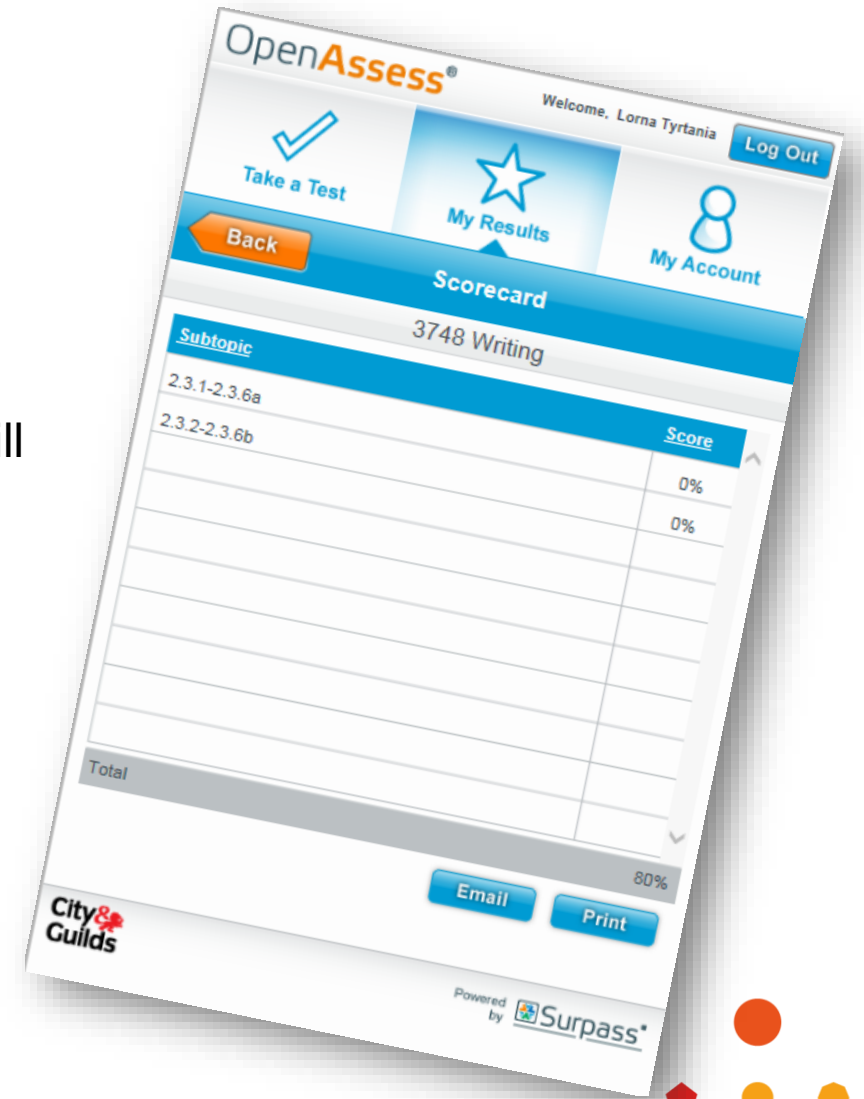 OpenAssess®
Welcome, Lorna Tyrtania
Log Out
Take a Test
My Results
My Account
Back
Scorecard
3748 Writing
Subtopic Score
2.3.1-2.3.6a 0%
2.3.2-2.3.6b 0%
Total 80%
Email Print
City&
Guilds
Powered
by Surpass
ll